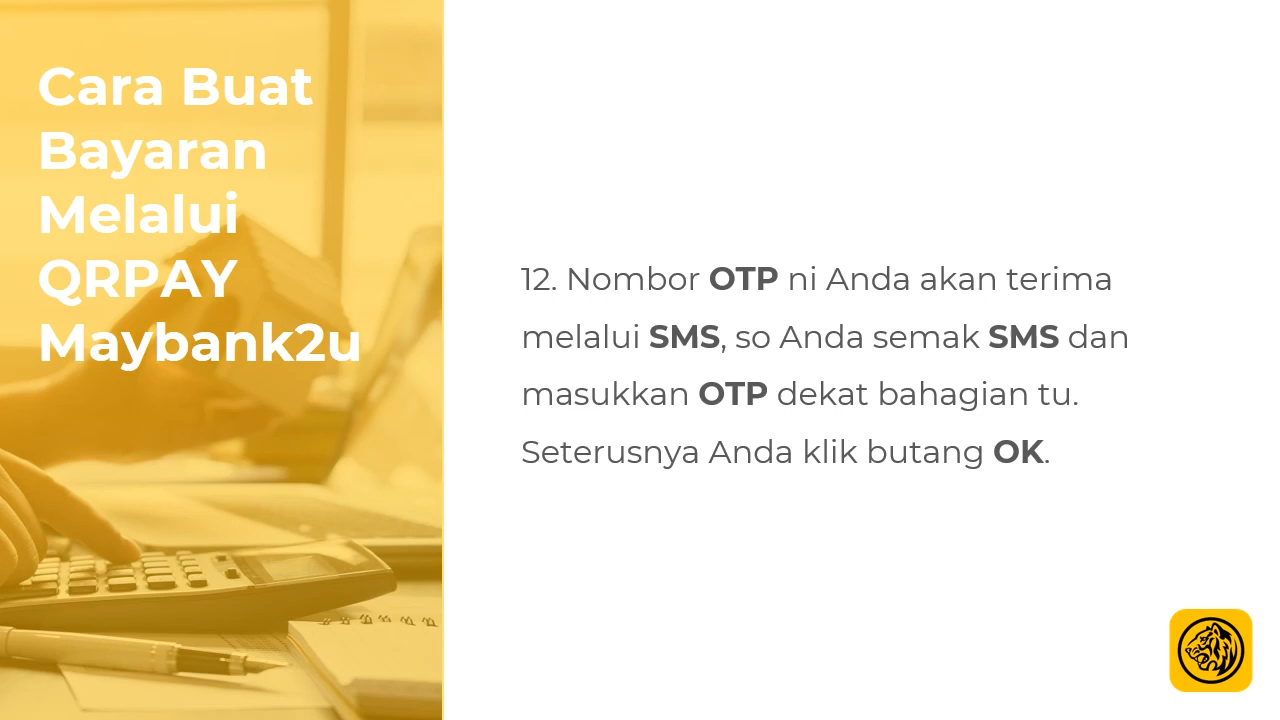 Cara Buat
Bayaran
Melalui
QRPAY
Maybank2u
12. Nombor OTP ni Anda akan terima
melalui SMS, so Anda semak SMS dan
masukkan OTP dekat bahagian tu.
Seterusnya Anda klik butang OK.